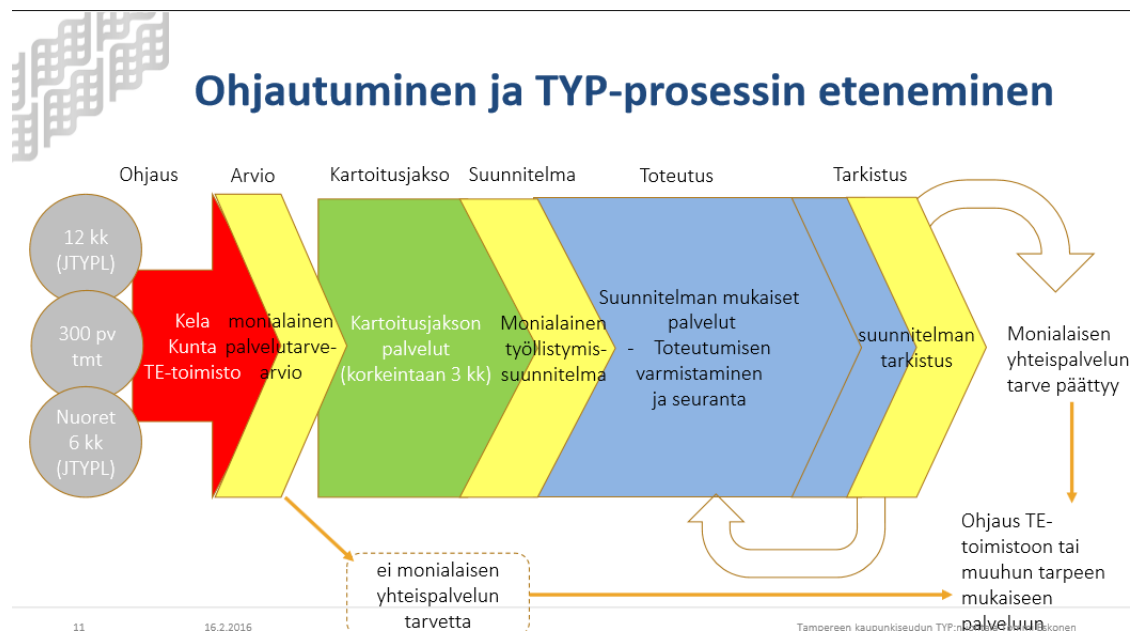 Ohjautuminen ja TYP-prosessin eteneminen
Ohjaus
Arvio
Kartoitusjakso
Suunnitelma
Toteutus
Tarkistus
12 kk
(JTYPL)
300 pv
tmt
Nuoret
6 kk
(JTYPL)
Kela
Kunta
TE-toimisto
monialainen
palvelutarve-
arvio
Kartoitusjakson
palvelut
(korkeintaan 3 kk)
Monialainen
työllistymis-
suunnitelma
Suunnitelman mukaiset
palvelut
- Toteutumisen
varmistaminen
ja seuranta
suunnitelman
tarkistus
Monialaisen
yhteispalvelun
tarve päättyy
Ohjaus TE-
toimistoon tai
muuhun tarpeen
mukaiseen
palveluun
ei monialaisen
yhteispalvelun
tarvetta
11
16.2.2016
Tampereen kaupunkiseudun